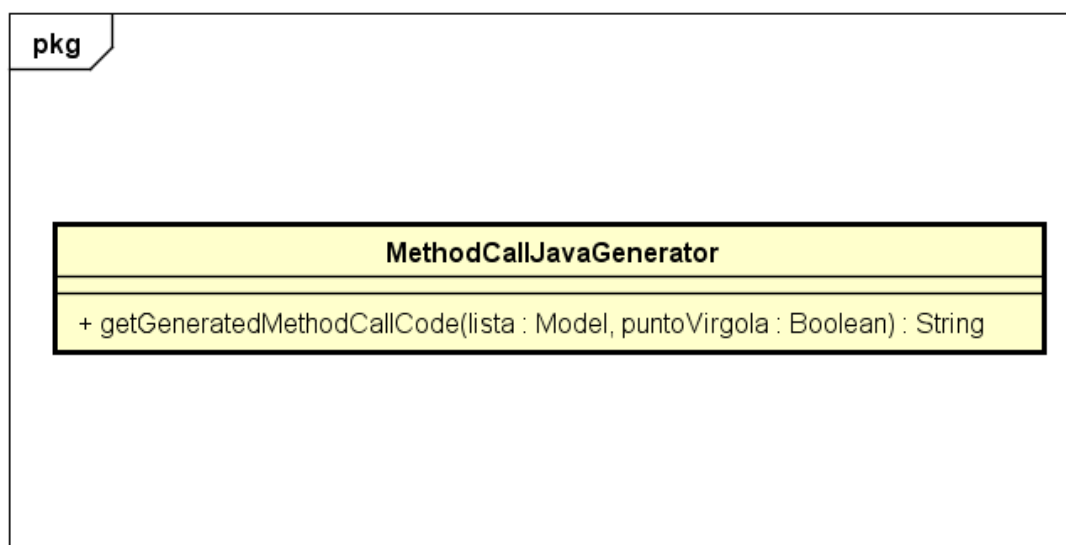 pkg
MethodCallJavaGenerator
+ getGeneratedMethodCallCode(lista : Model, puntoVirgola : Boolean) : String